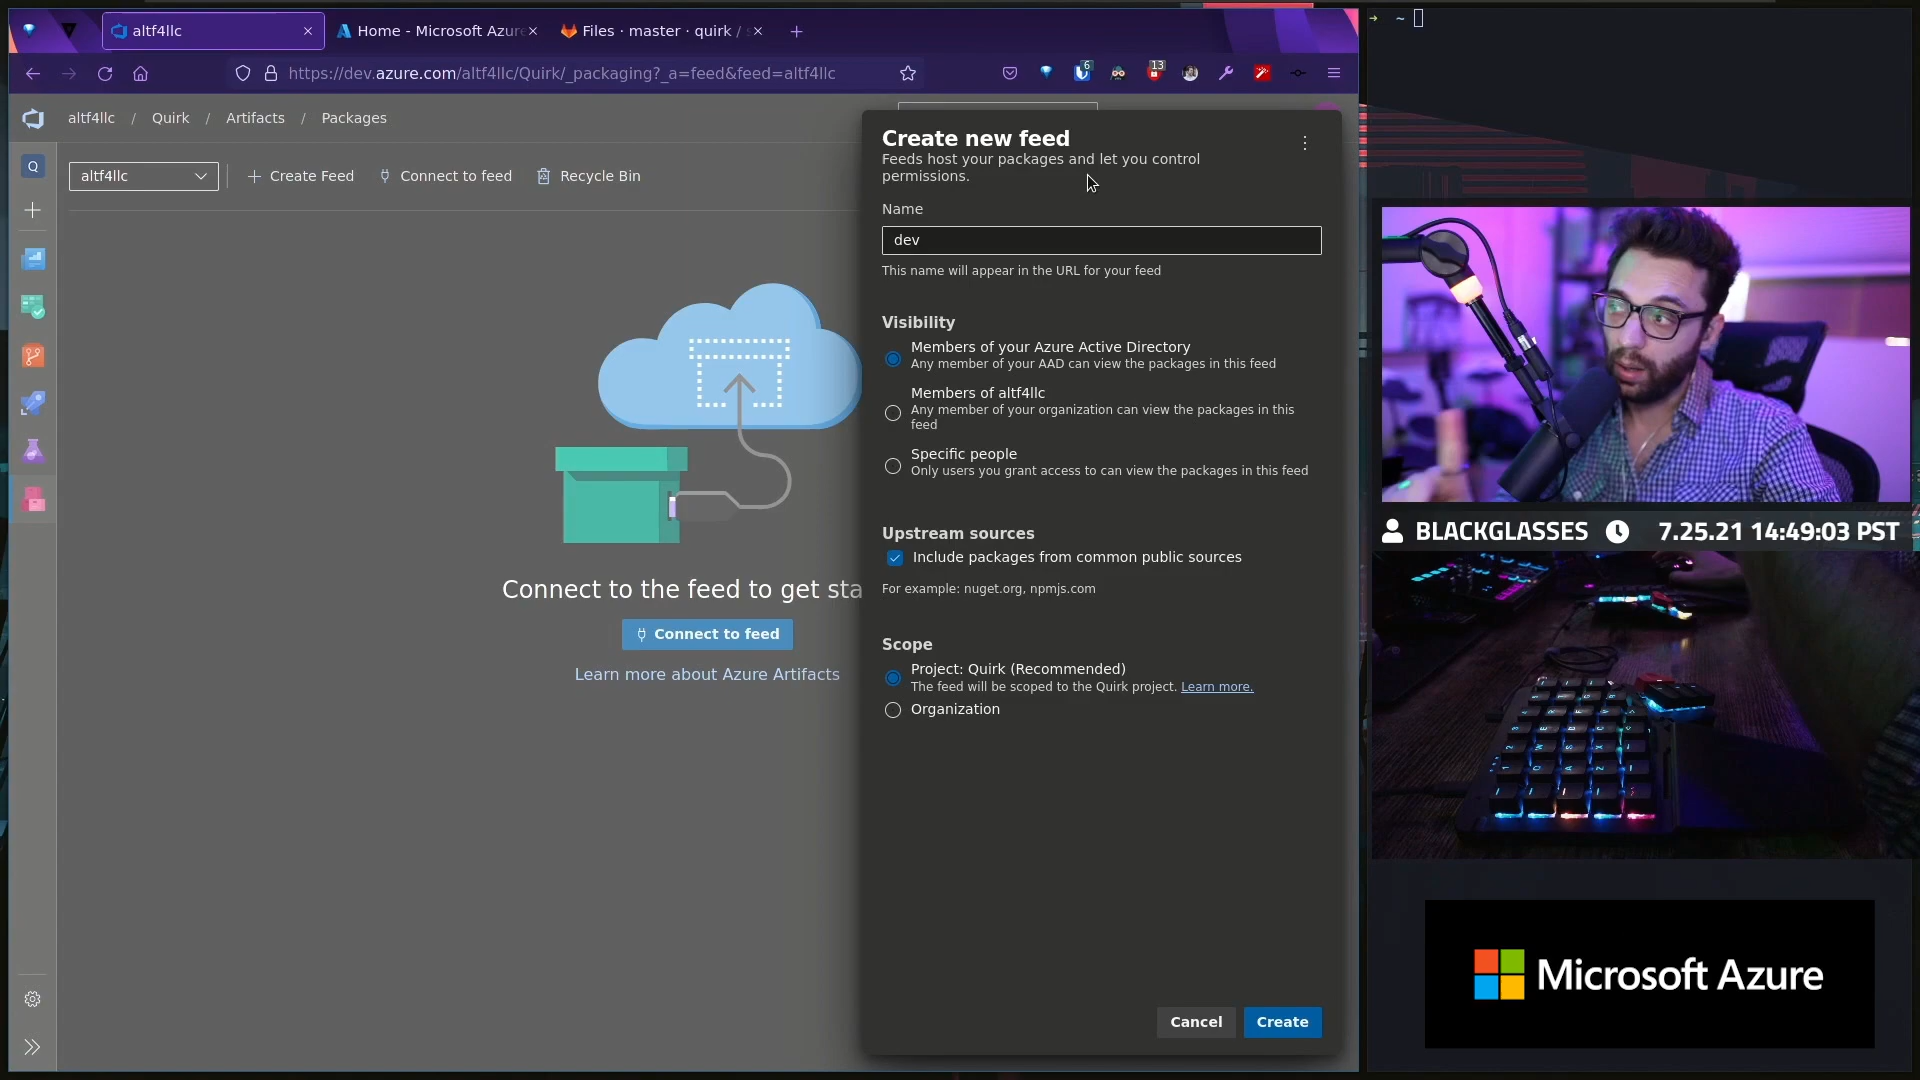 altf4llc
Home - Microsoft Azur
Files · master · quirk /
https://dev.azure.com/altf4llc/Quirk/_packaging?_a=feed&feed=altf4llc
6
13
altf4llc / Quirk / Artifacts / Packages
Q
altf4llc
Create Feed
Connect to feed
Recycle Bin
Connect to the feed to get sta
Connect to feed
Learn more about Azure Artifacts
Create new feed
Feeds host your packages and let you control
permissions.
Name
dev
This name will appear in the URL for your feed
Visibility
Members of your Azure Active Directory
Any member of your AAD can view the packages in this feed
Members of altf4llc
Any member of your organization can view the packages in this
feed
Specific people
Only users you grant access to can view the packages in this feed
Upstream sources
Include packages from common public sources
For example: nuget.org, npmjs.com
Scope
Project: Quirk (Recommended)
The feed will be scoped to the Quirk project. Learn more.
Organization
Cancel
Create
~
BLACKGLASSES
7.25.21 14:49:03 PST
Microsoft Azure